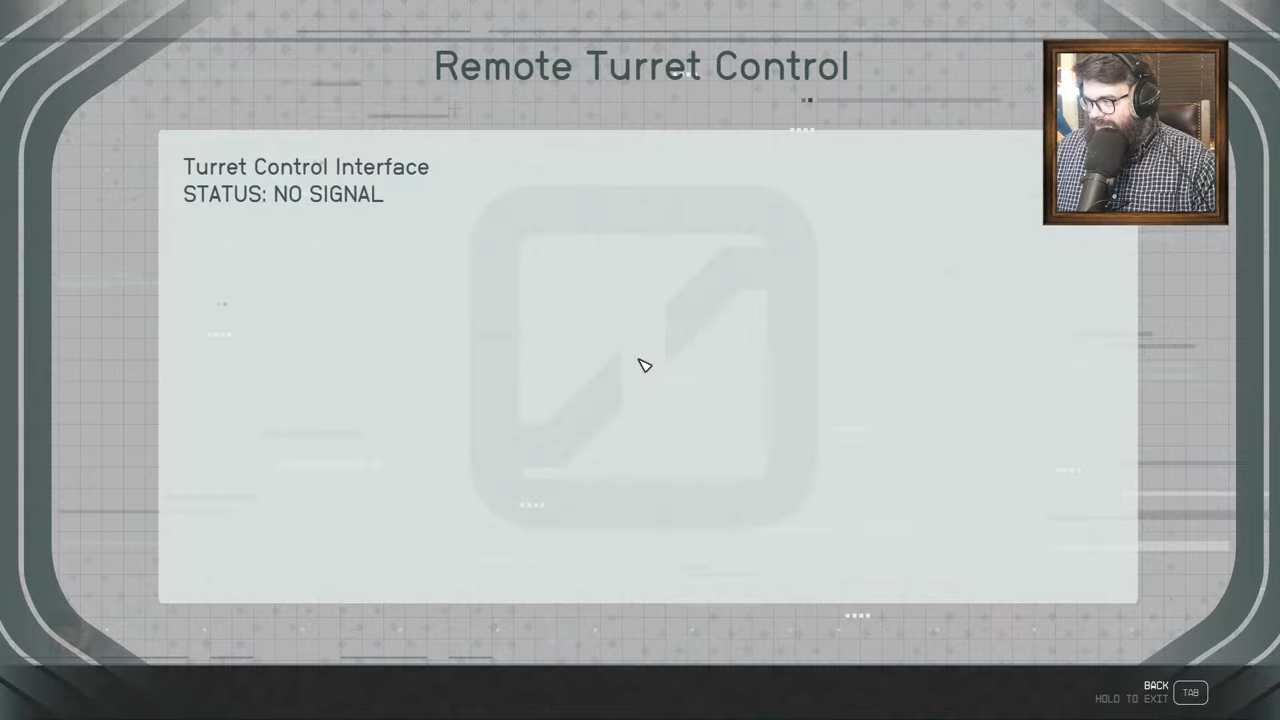 Remote Turret Control
Turret Control Interface
STATUS: NO SIGNAL
BACK
HOLD TO EXIT
TAB